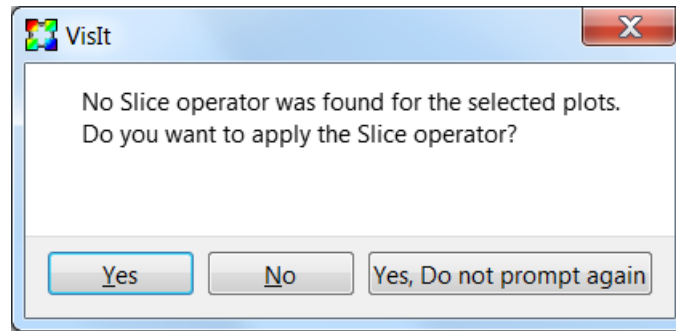 VisIt
No Slice operator was found for the selected plots.
Do you want to apply the Slice operator?
Yes
No
Yes, Do not prompt again